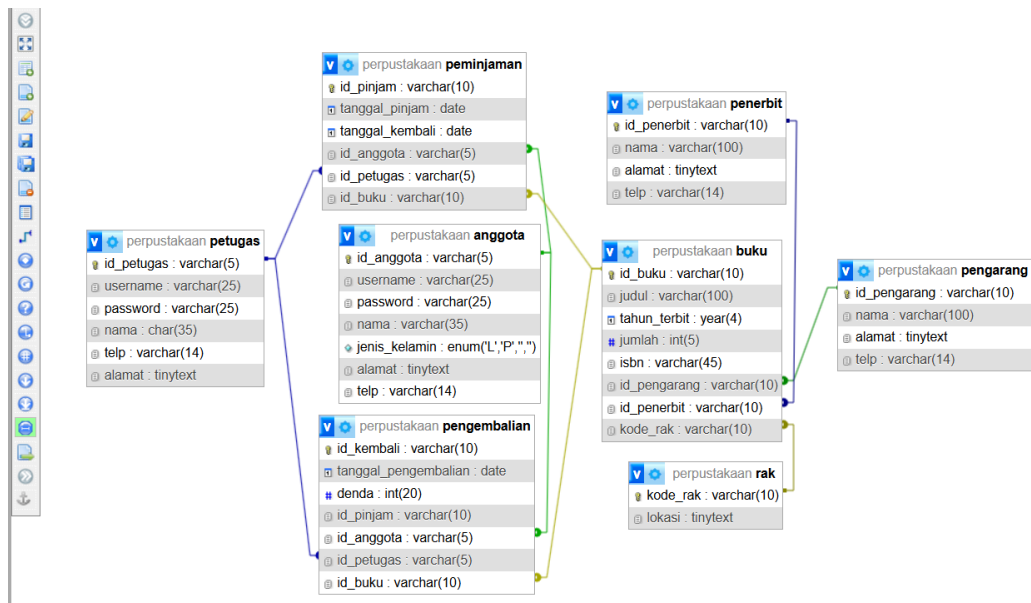 perpustakaan peminjaman
id_pinjam : varchar(10)
tanggal_pinjam : date
tanggal_kembali : date
id_anggota : varchar(5)
id_petugas : varchar(5)
id_buku : varchar(10)
perpustakaan penerbit
id_penerbit : varchar(10)
nama : varchar(100)
alamat : tinytext
telp : varchar(14)
perpustakaan petugas
id_petugas : varchar(5)
username : varchar(25)
password : varchar(25)
nama : char(35)
telp : varchar(14)
alamat : tinytext
perpustakaan anggota
id_anggota : varchar(5)
username : varchar(25)
password : varchar(25)
nama : varchar(35)
jenis_kelamin : enum('L','P','','')
alamat : tinytext
telp : varchar(14)
perpustakaan buku
id_buku : varchar(10)
judul : varchar(100)
tahun_terbit : year(4)
jumlah : int(5)
isbn : varchar(45)
id_pengarang : varchar(10)
id_penerbit : varchar(10)
kode_rak : varchar(10)
perpustakaan pengarang
id_pengarang : varchar(10)
nama : varchar(100)
alamat : tinytext
telp : varchar(14)
perpustakaan pengembalian
id_kembali : varchar(10)
tanggal_pengembalian : date
denda : int(20)
id_pinjam : varchar(10)
id_anggota : varchar(5)
id_petugas : varchar(5)
id_buku : varchar(10)
perpustakaan rak
kode_rak : varchar(10)
lokasi : tinytext